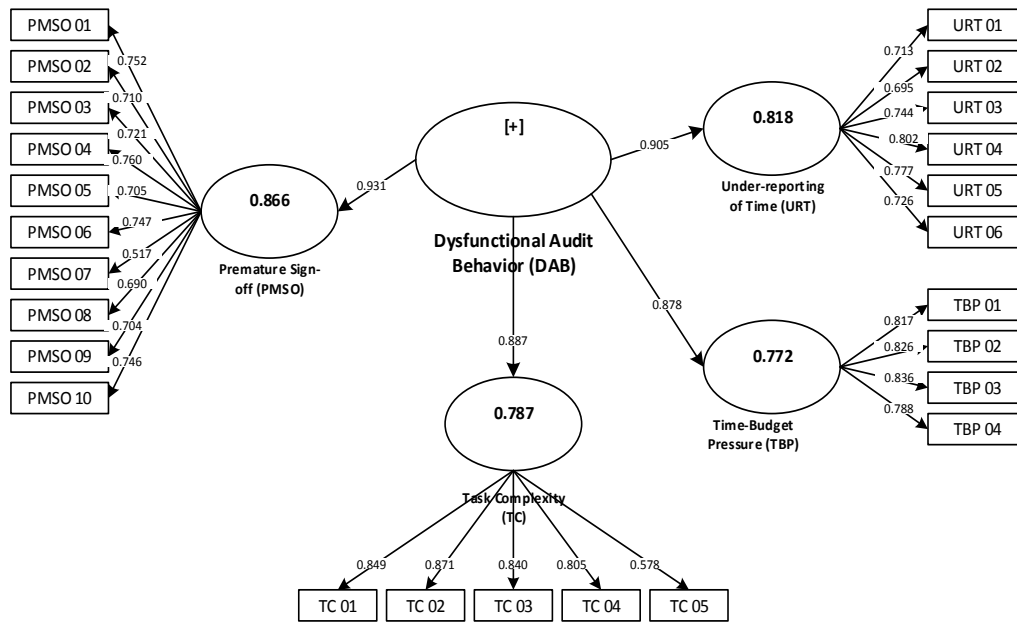 PMSO 01
PMSO 02
PMSO 03
PMSO 04
PMSO 05
PMSO 06
PMSO 07
PMSO 08
PMSO 09
PMSO 10
0.752
0.710
0.721
0.760
0.705
0.747
0.517
0.690
0.704
0.746
0.866
Premature Sign-
off (PMSO)
0.931
[+]
Dysfunctional Audit
Behavior (DAB)
0.905
0.878
0.887
0.818
Under-reporting
of Time (URT)
0.713
0.695
0.744
0.802
0.777
0.726
URT 01
URT 02
URT 03
URT 04
URT 05
URT 06
0.772
Time-Budget
Pressure (TBP)
0.817
0.826
0.836
0.788
TBP 01
TBP 02
TBP 03
TBP 04
0.787
Task Complexity
(TC)
0.849
0.871
0.840
0.805
0.578
TC 01
TC 02
TC 03
TC 04
TC 05